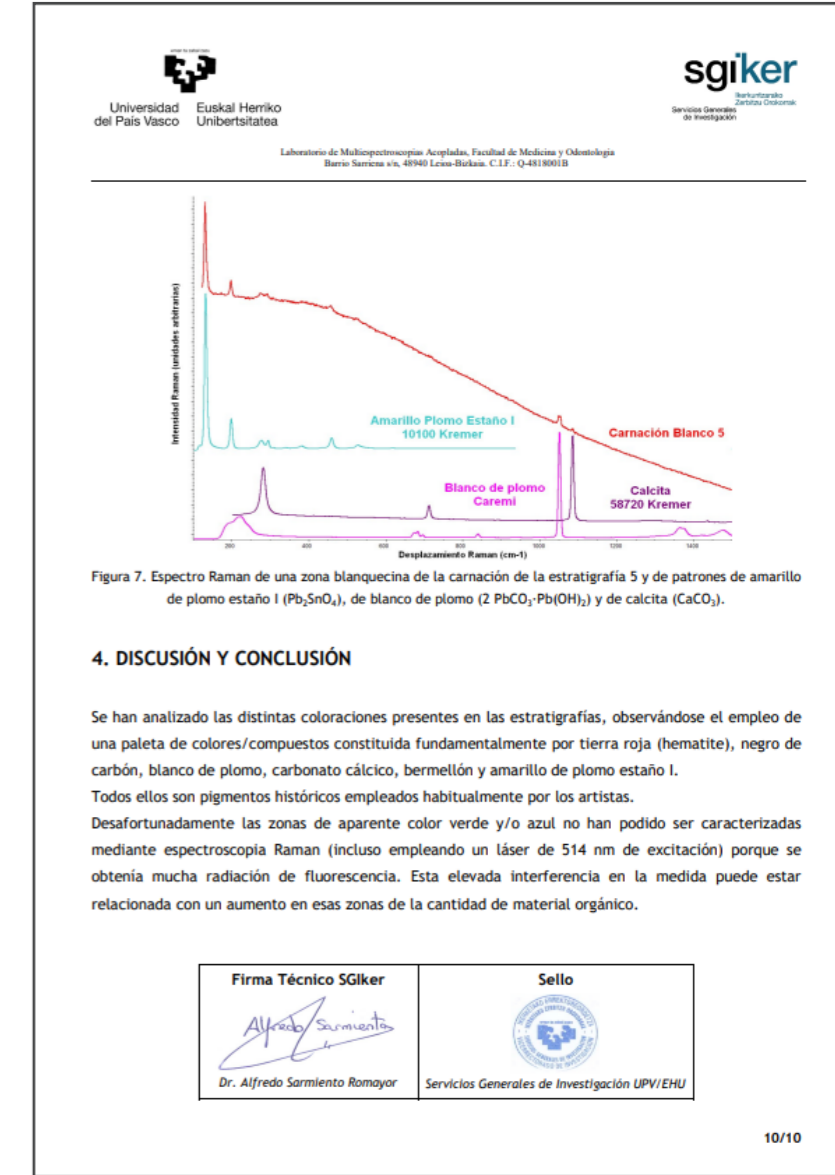 Universidad del País Vasco
Euskal Herriko Unibertsitatea
sgiker
Ikerkuntzarako Zerbitzu Orokorrak
Servicios Generales de Investigación
Laboratorio de Multiespectroscopias Acopladas, Facultad de Medicina y Odontologia
Barrio Sarriena s/n, 48940 Leioa-Bizkaia. C.I.F.: Q-4818001B
Intensidad Raman (unidades arbitrarias)
Amarillo Plomo Estaño I
10100 Kremer
Carnación Blanco 5
Blanco de plomo
Caremi
Calcita
58720 Kremer
200 400 600 800 1000 1200 1400
Desplazamiento Raman (cm-1)
Figura 7. Espectro Raman de una zona blanquecina de la carnación de la estratigrafía 5 y de patrones de amarillo
de plomo estaño I (Pb₂SnO₄), de blanco de plomo (2 PbCO₃·Pb(OH)₂) y de calcita (CaCO₃).
4. DISCUSIÓN Y CONCLUSIÓN
Se han analizado las distintas coloraciones presentes en las estratigrafías, observándose el empleo de
una paleta de colores/compuestos constituida fundamentalmente por tierra roja (hematite), negro de
carbón, blanco de plomo, carbonato cálcico, bermellón y amarillo de plomo estaño I.
Todos ellos son pigmentos históricos empleados habitualmente por los artistas.
Desafortunadamente las zonas de aparente color verde y/o azul no han podido ser caracterizadas
mediante espectroscopia Raman (incluso empleando un láser de 514 nm de excitación) porque se
obtenía mucha radiación de fluorescencia. Esta elevada interferencia en la medida puede estar
relacionada con un aumento en esas zonas de la cantidad de material orgánico.
Firma Técnico SGIker
Sello
Alfredo Sarmiento
Dr. Alfredo Sarmiento Romayor
Servicios Generales de Investigación UPV/EHU
10/10